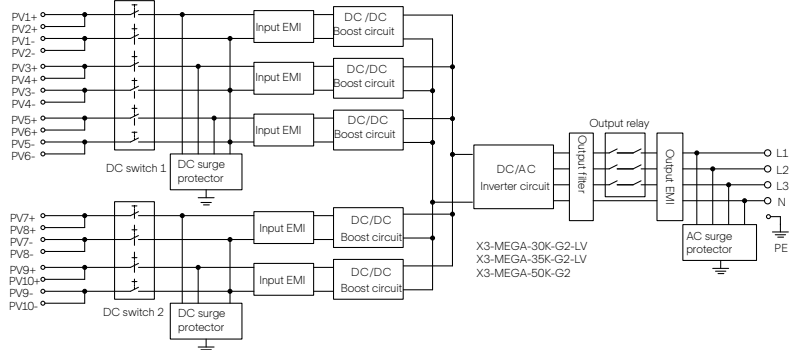 PV1+
PV2+
PV1-
PV2-
PV3+
PV4+
PV3-
PV4-
PV5+
PV6+
PV5-
PV6-
DC switch 1
DC surge
protector
Input EMI
DC /DC
Boost circuit
Input EMI
DC/DC
Boost circuit
Input EMI
DC/DC
Boost circuit
PV7+
PV8+
PV7-
PV8-
PV9+
PV10+
PV9-
PV10-
DC switch 2
DC surge
protector
Input EMI
DC/DC
Boost circuit
Input EMI
DC/DC
Boost circuit
DC/AC
Inverter circuit
Output filter
Output relay
Output EMI
L1
L2
L3
N
PE
AC surge
protector
X3-MEGA-30K-G2-LV
X3-MEGA-35K-G2-LV
X3-MEGA-50K-G2